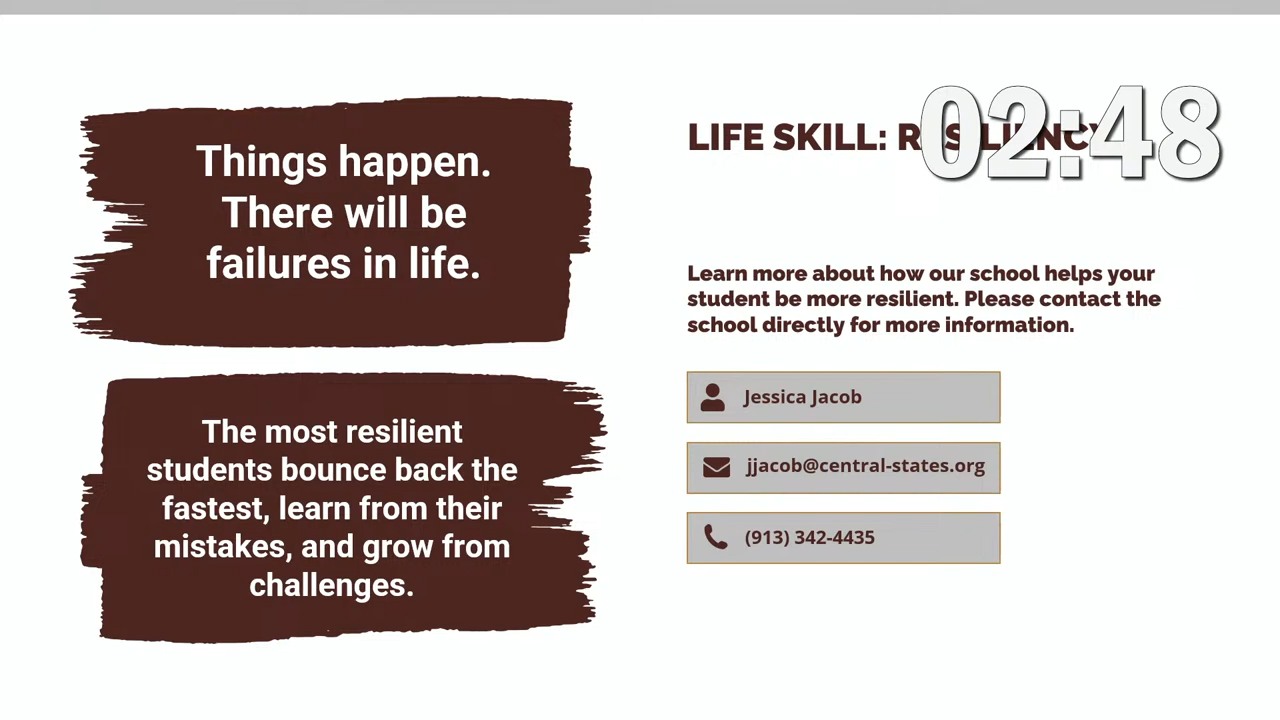 Things happen.
There will be
failures in life.
The most resilient
students bounce back the
fastest, learn from their
mistakes, and grow from
challenges.
LIFE SKILL: RESILIENCY
02:48
Learn more about how our school helps your
student be more resilient. Please contact the
school directly for more information.
Jessica Jacob
jjacob@central-states.org
(913) 342-4435